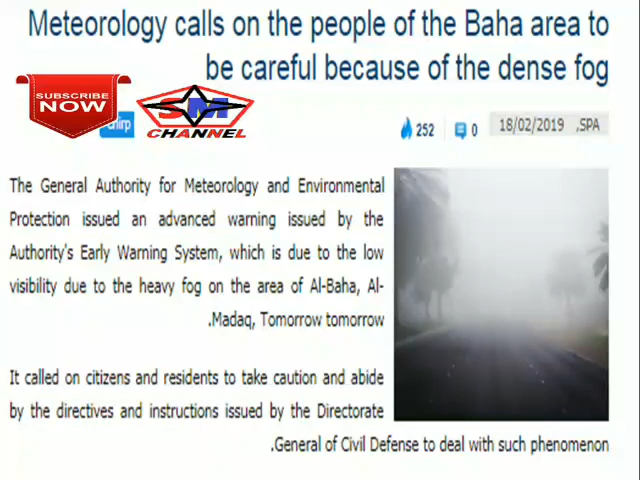 Meteorology calls on the people of the Baha area to
be careful because of the dense fog
SUBSCRIBE
NOW
SM
CHANNEL
252
0
18/02/2019 ,SPA
The General Authority for Meteorology and Environmental
Protection issued an advanced warning issued by the
Authority's Early Warning System, which is due to the low
visibility due to the heavy fog on the area of Al-Baha, Al-
.Madaq, Tomorrow tomorrow
It called on citizens and residents to take caution and abide
by the directives and instructions issued by the Directorate
.General of Civil Defense to deal with such phenomenon